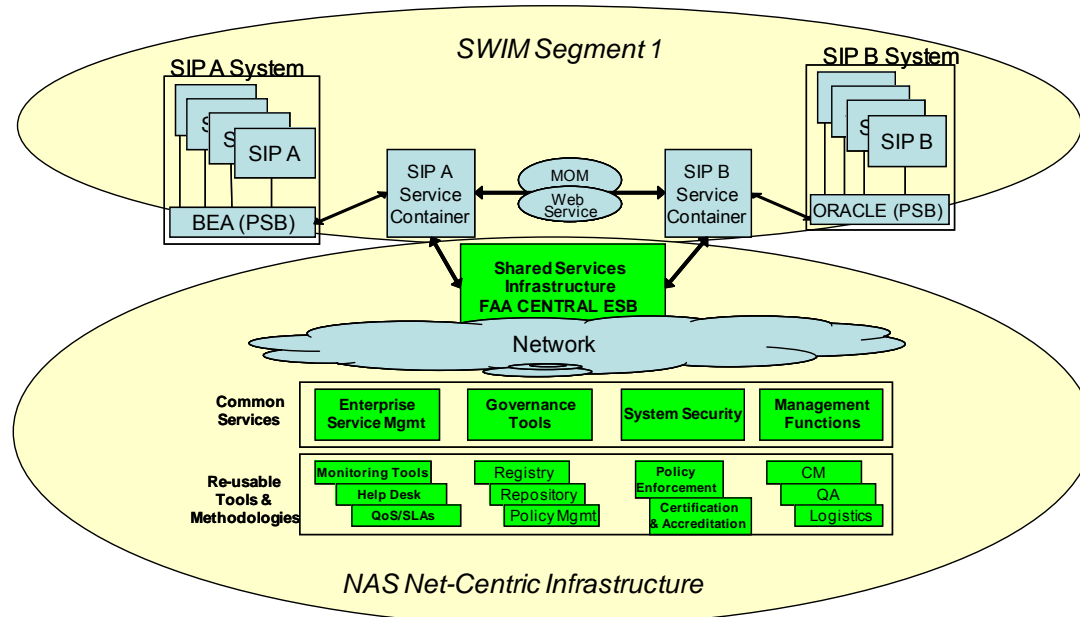 SWIM Segment 1
SIP A System
S
S
SIP A
BEA (PSB)
SIP A
Service
Container
MOM
Web
Service
SIP B
Service
Container
SIP B System
SIP B
ORACLE (PSB)
Shared Services
Infrastructure
FAA CENTRAL ESB
Network
Common
Services
Enterprise
Service Mgmt
Governance
Tools
System Security
Management
Functions
Re-usable
Tools &
Methodologies
Monitoring Tools
Help Desk
QoS/SLAs
Registry
Repository
Policy Mgmt
Policy
Enforcement
Certification
& Accreditation
CM
QA
Logistics
NAS Net-Centric Infrastructure